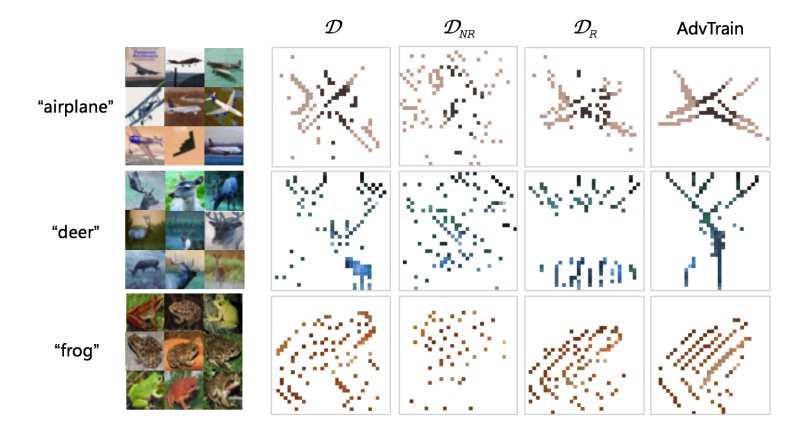 𝒟 𝒟_NR 𝒟_R AdvTrain
“airplane”
“deer”
“frog”